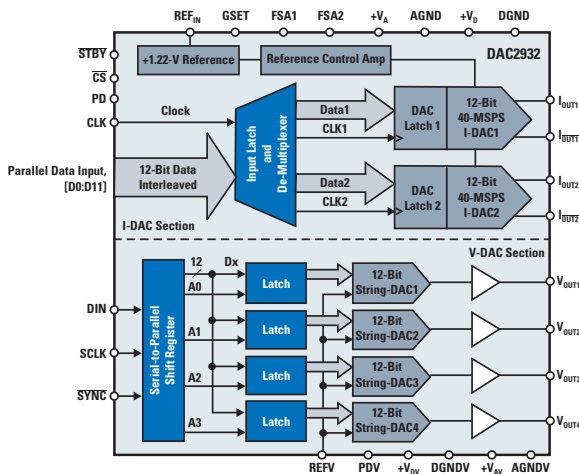 REF_IN GSET FSA1 FSA2 +V_A AGND +V_D DGND
DAC2932
STBY
CS
PD
CLK
+1.22-V Reference
Reference Control Amp
Clock
Parallel Data Input,
[D0:D11]
12-Bit Data
Interleaved
Input Latch
and
De-Multiplexer
Data1
CLK1
Data2
CLK2
DAC
Latch 1
12-Bit
40-MSPS
I-DAC1
DAC
Latch 2
12-Bit
40-MSPS
I-DAC2
I_OUT1
I_OUT1
I_OUT2
I_OUT2
I-DAC Section
V-DAC Section
DIN
SCLK
SYNC
Serial-to-Parallel
Shift Register
12 Dx
A0
A1
A2
A3
Latch
Latch
Latch
Latch
12-Bit
String-DAC1
12-Bit
String-DAC2
12-Bit
String-DAC3
12-Bit
String-DAC4
V_OUT1
V_OUT2
V_OUT3
V_OUT4
REFV PDV +V_DV DGNDV +V_AV AGNDV